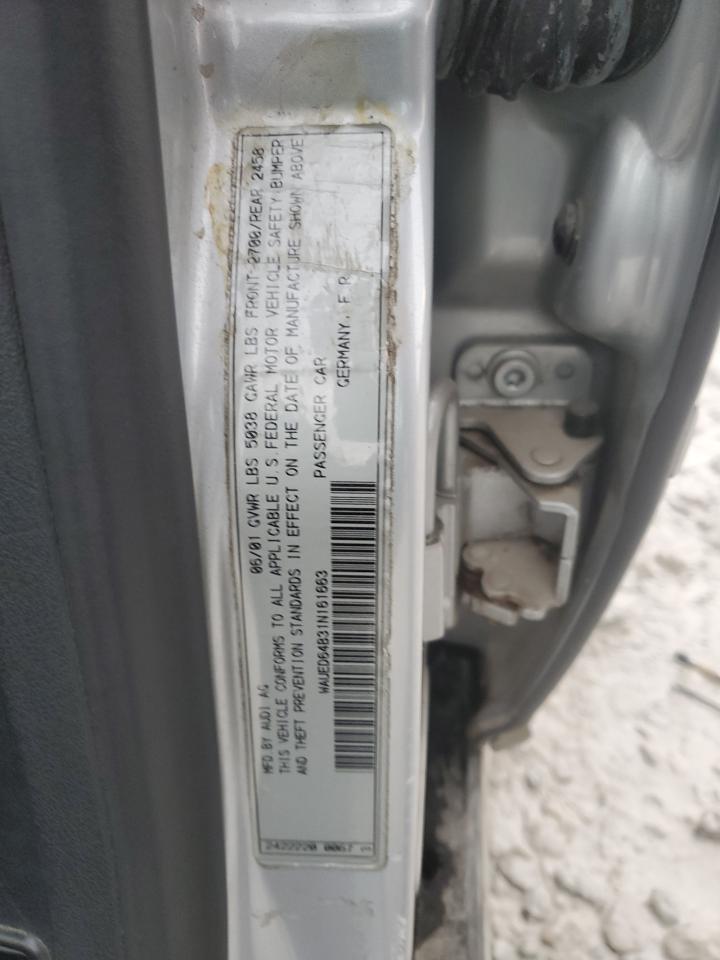 MFD.BY AUDI AG 06/01 GVWR LBS 5038 GAWR LBS FRONT 2700/REAR 2458
THIS VEHICLE CONFORMS TO ALL APPLICABLE U.S.FEDERAL MOTOR VEHICLE SAFETY BUMPER
AND THEFT PREVENTION STANDARDS IN EFFECT ON THE DATE OF MANUFACTURE SHOWN ABOVE
WAUED64B31N161663 PASSENGER CAR
GERMANY, F R
2422220 0067